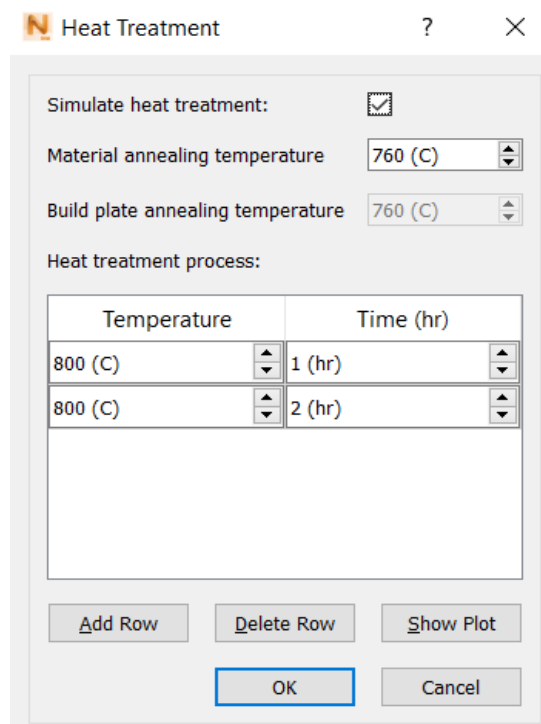 Heat Treatment ?
Simulate heat treatment:
Material annealing temperature 760 (C)
Build plate annealing temperature 760 (C)
Heat treatment process:
Temperature Time (hr)
800 (C) 1 (hr)
800 (C) 2 (hr)
Add Row Delete Row Show Plot
OK Cancel